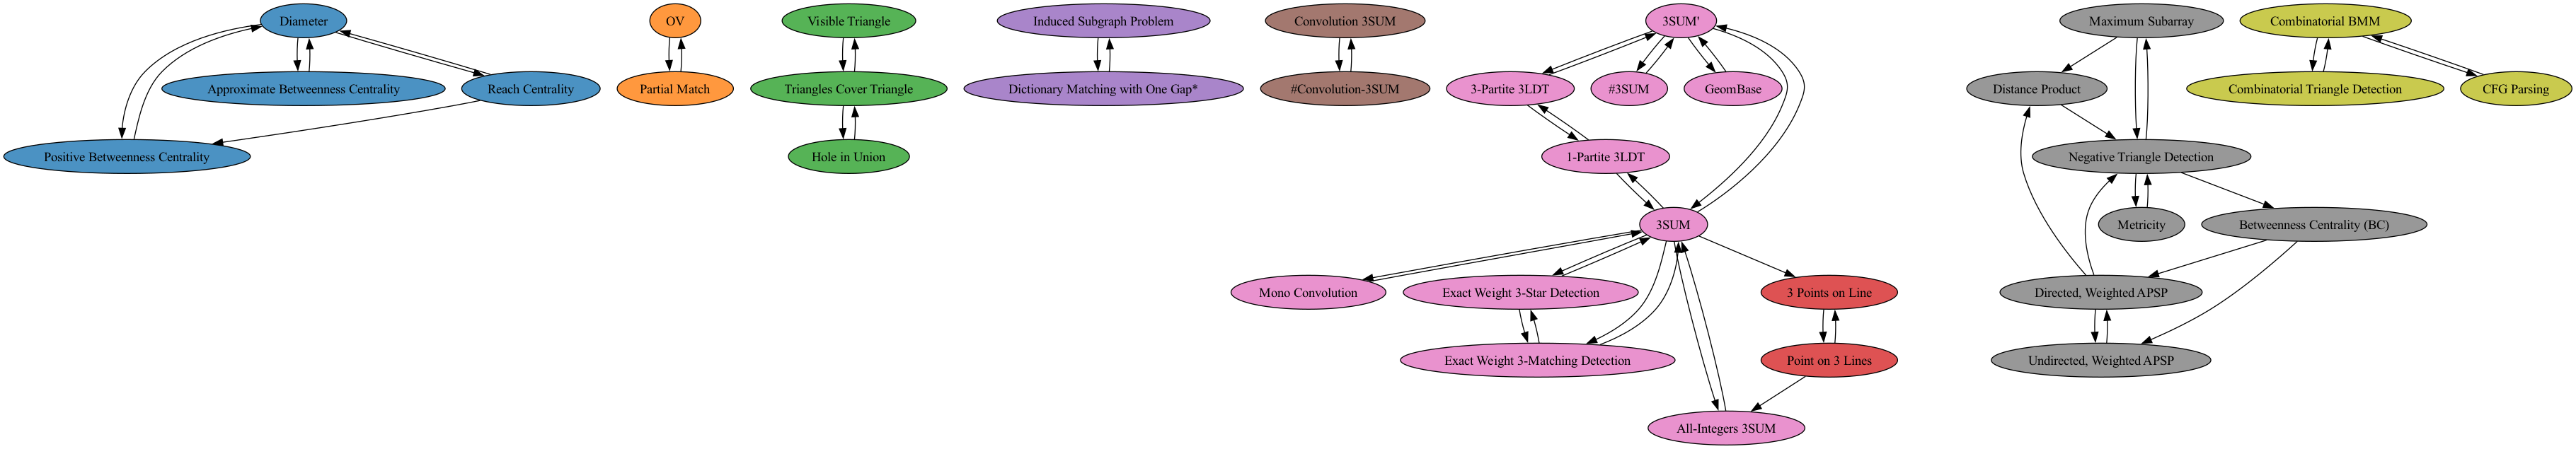 Diameter
OV
Visible Triangle
Induced Subgraph Problem
Convolution 3SUM
3SUM'
Maximum Subarray
Combinatorial BMM
Approximate Betweenness Centrality
Reach Centrality
Partial Match
Triangles Cover Triangle
Dictionary Matching with One Gap*
#Convolution-3SUM
3-Partite 3LDT
#3SUM
GeomBase
Distance Product
Combinatorial Triangle Detection
CFG Parsing
Positive Betweenness Centrality
Hole in Union
1-Partite 3LDT
Negative Triangle Detection
3SUM
Metricity
Betweenness Centrality (BC)
Mono Convolution
Exact Weight 3-Star Detection
3 Points on Line
Directed, Weighted APSP
Exact Weight 3-Matching Detection
Point on 3 Lines
Undirected, Weighted APSP
All-Integers 3SUM